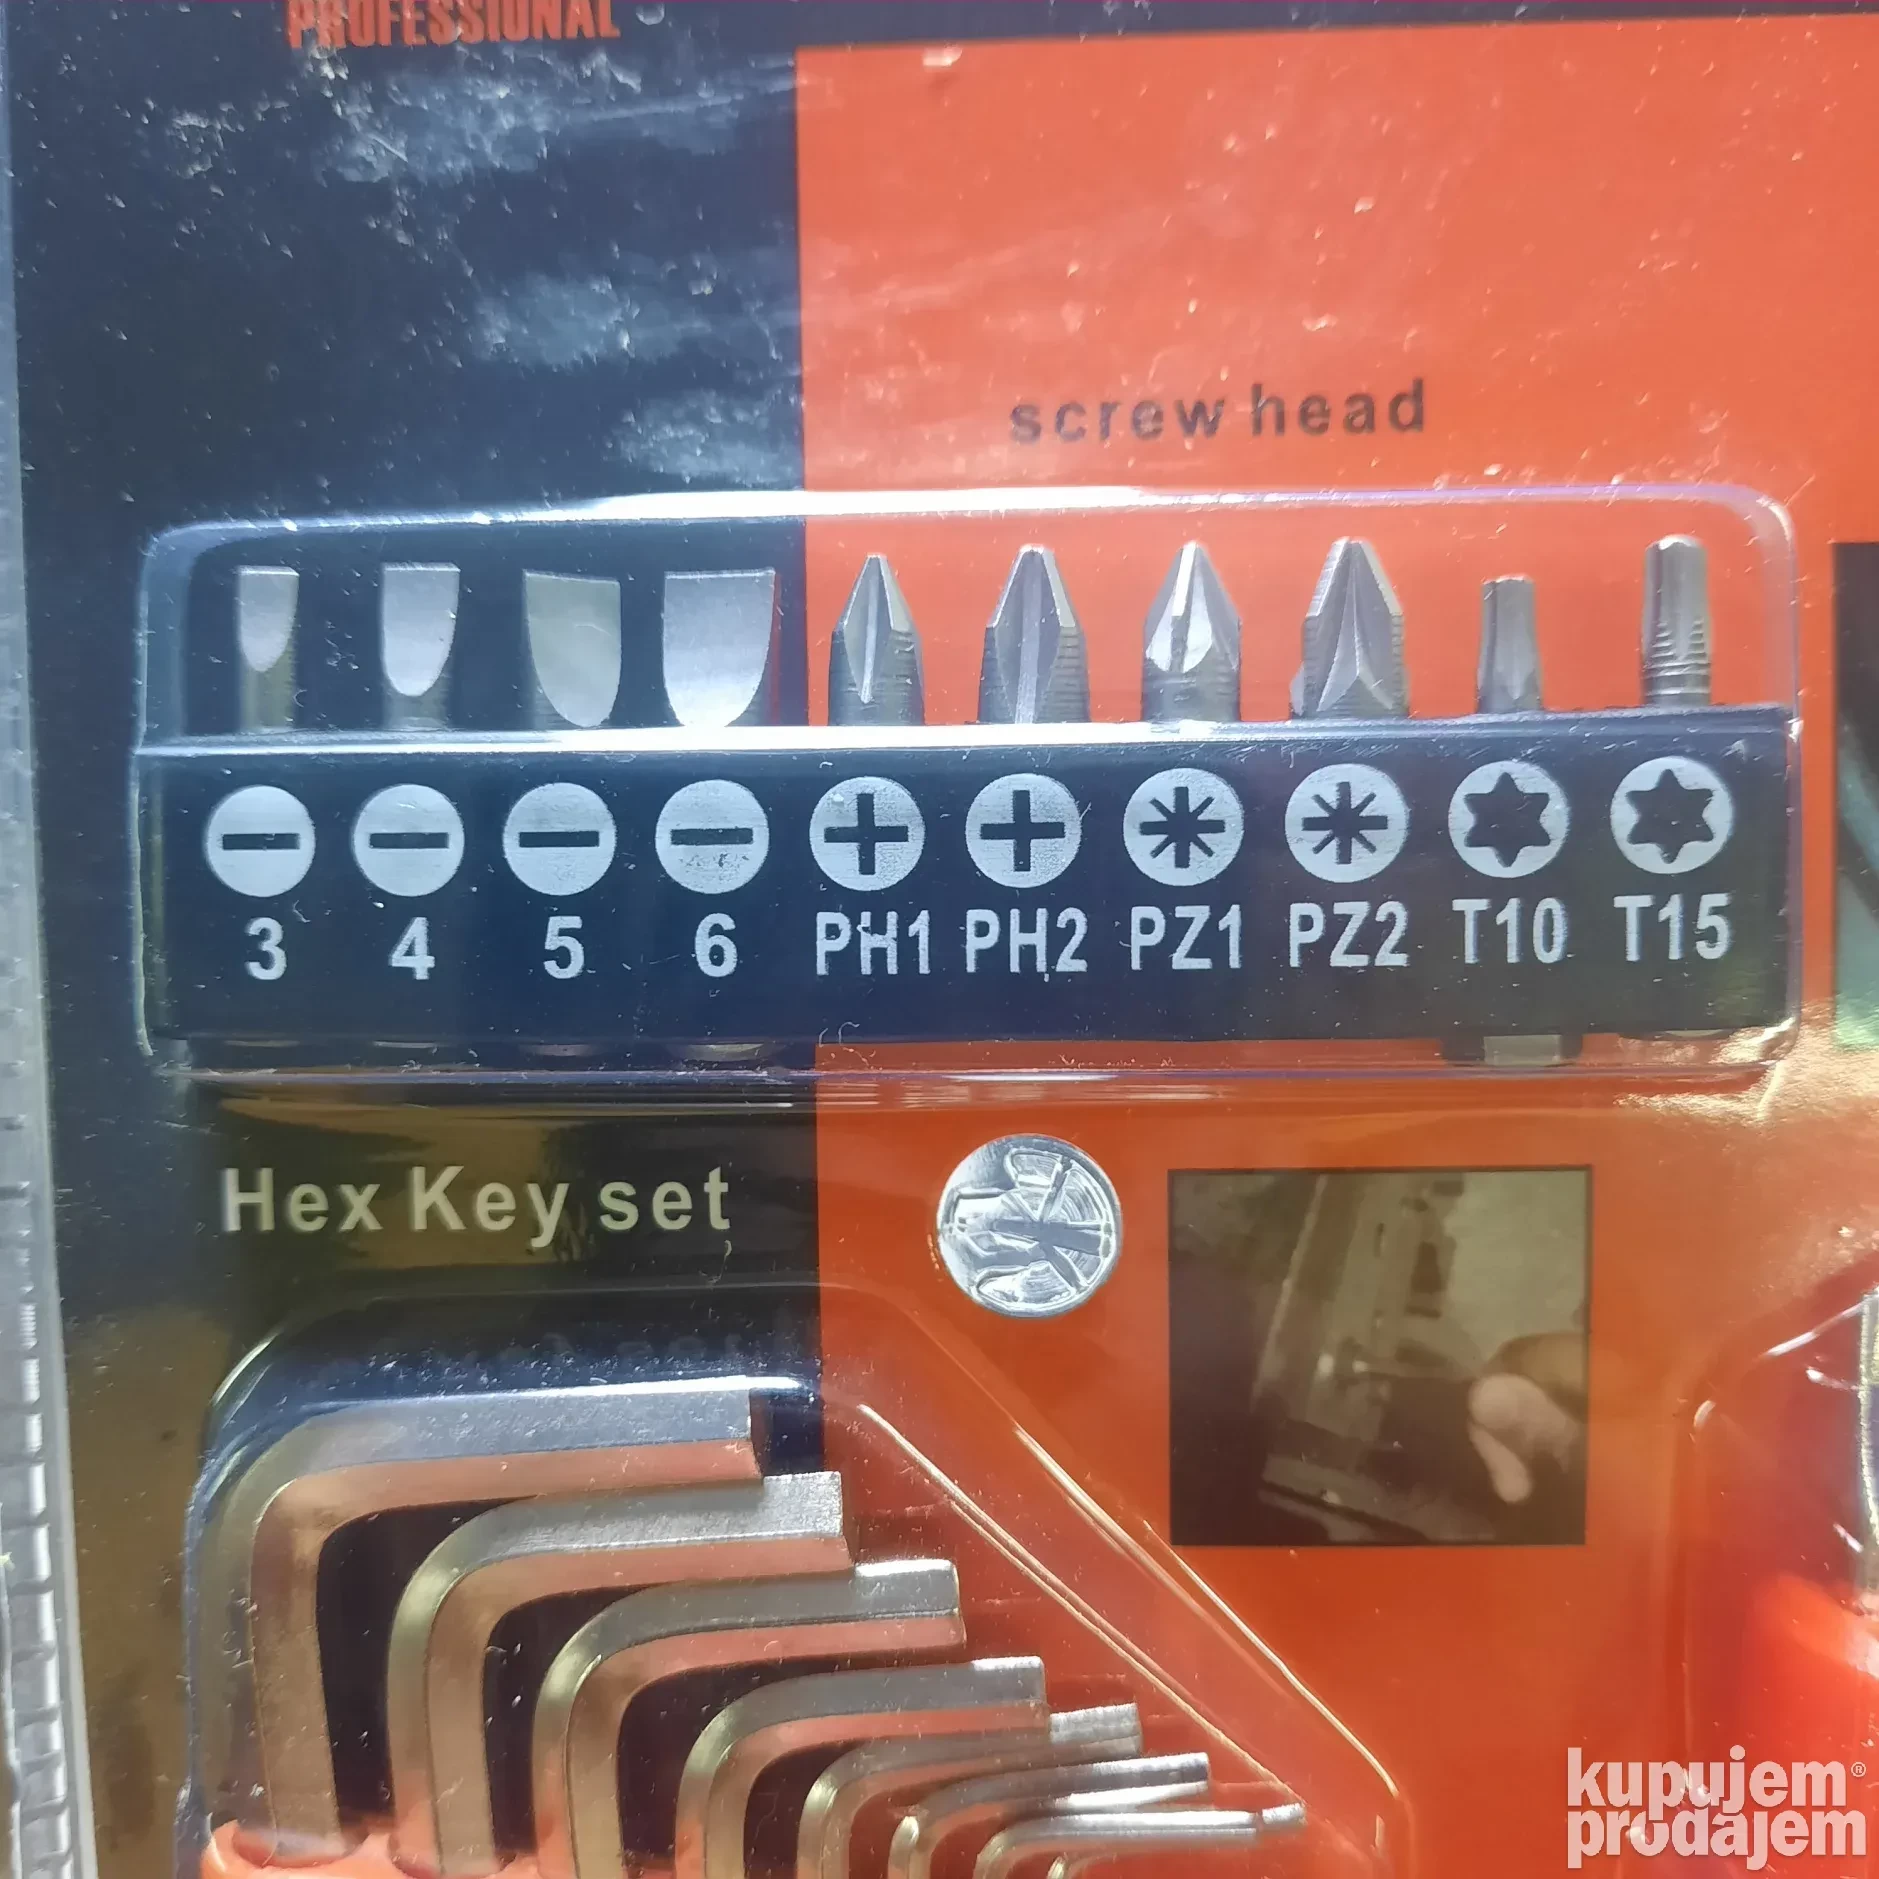 PROFESSIONAL
screw head
3 4 5 6 PH1 PH2 PZ1 PZ2 T10 T15
Hex Key set
kupujem®
prodajem